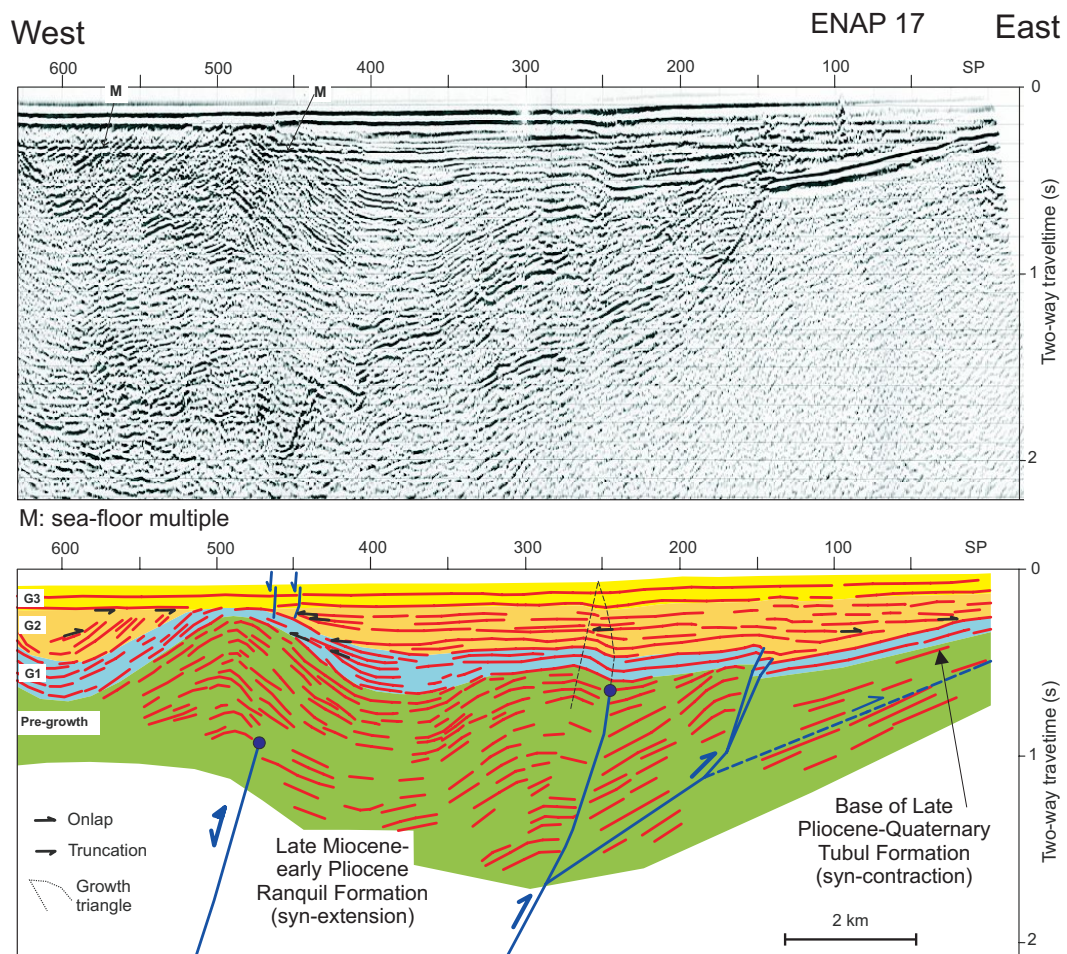 West
ENAP 17
East
600 500 400 300 200 100 SP
M
M
0
1
2
Two-way traveltime (s)
M: sea-floor multiple
600 500 400 300 200 100 SP
0
1
2
Two-way travetime (s)
G3
G2
G1
Pre-growth
Onlap
Truncation
Growth
triangle
Late Miocene-
early Pliocene
Ranquil Formation
(syn-extension)
Base of Late
Pliocene-Quaternary
Tubul Formation
(syn-contraction)
2 km